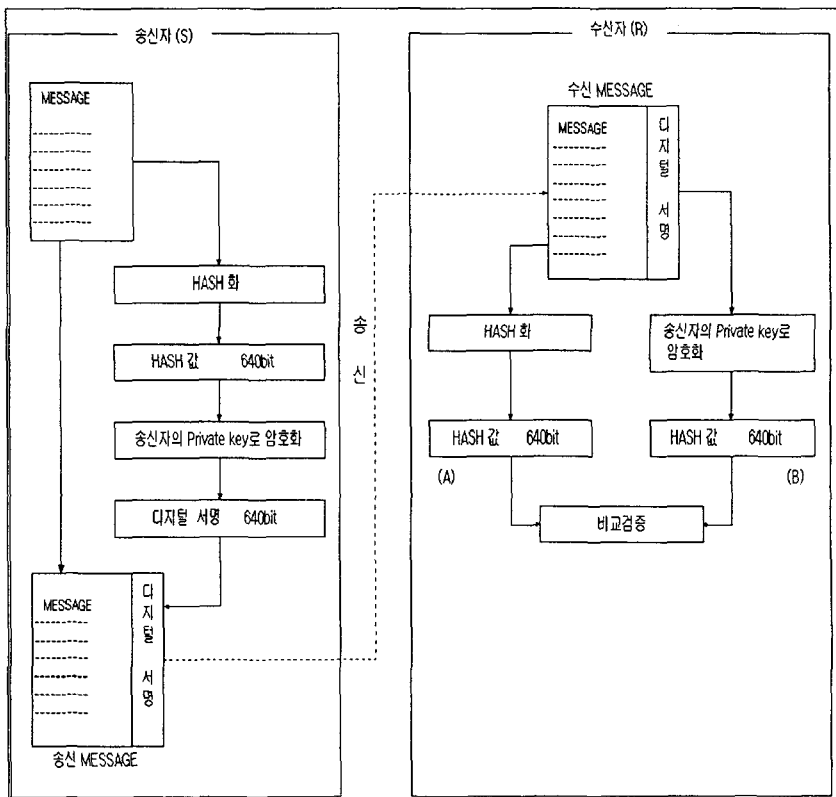 송신자 (S)
MESSAGE
HASH 화
HASH 값 640bit
송신자의 Private key로 암호화
디지털 서명 640bit
MESSAGE
디지털 서명
송신 MESSAGE
송신
수산자 (R)
수신 MESSAGE
MESSAGE
디지털 서명
HASH 화
송신자의 Private key로
암호화
HASH 값 640bit
(A)
HASH 값 640bit
(B)
비교검증